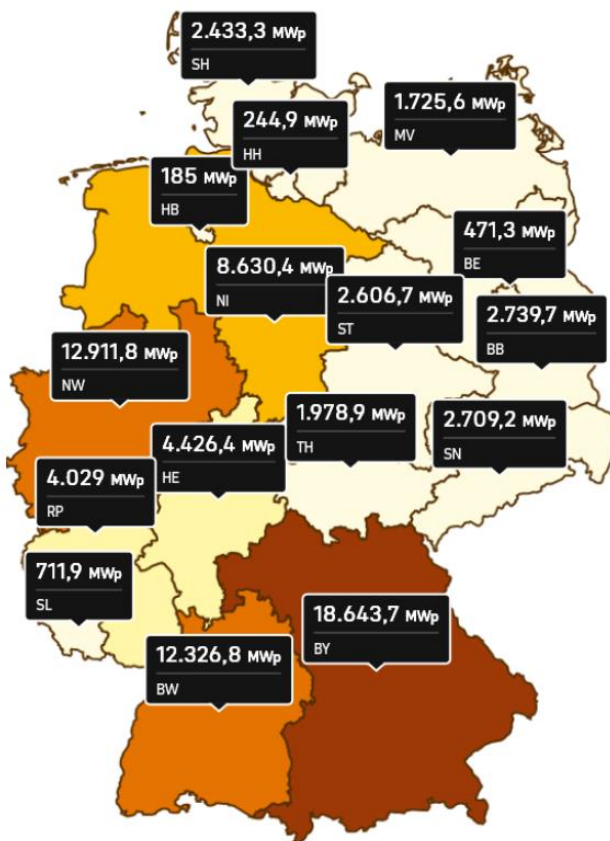 2.433,3 MWp
SH
1.725,6 MWp
MV
244,9 MWp
HH
185 MWp
HB
471,3 MWp
BE
8.630,4 MWp
NI
2.606,7 MWp
ST
2.739,7 MWp
BB
12.911,8 MWp
NW
1.978,9 MWp
TH
2.709,2 MWp
SN
4.426,4 MWp
HE
4.029 MWp
RP
711,9 MWp
SL
18.643,7 MWp
BY
12.326,8 MWp
BW